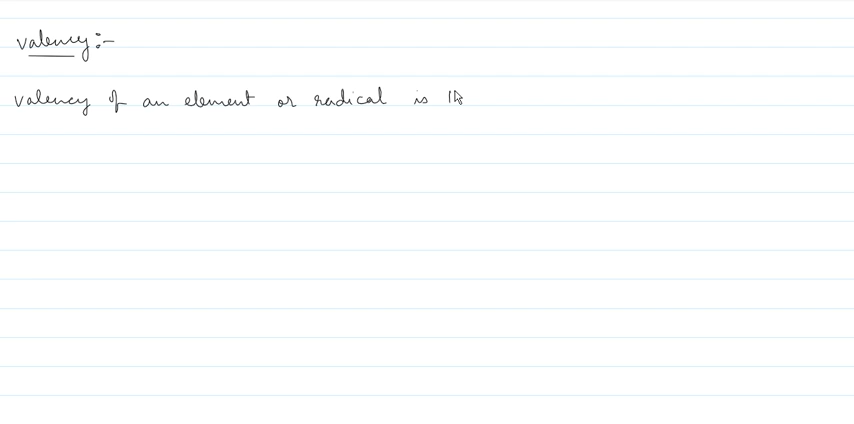 valency :-
valency of an element or radical is